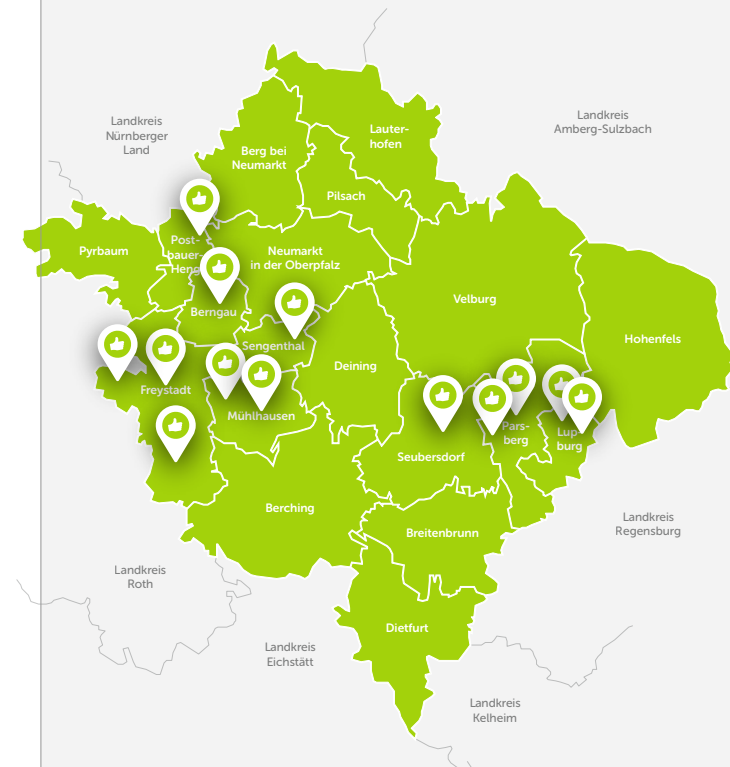 Landkreis
Nürnberger
Land
Landkreis
Amberg-Sulzbach
Lauter-
hofen
Berg bei
Neumarkt
Pilsach
Pyrbaum
Post-
bauer-
Heng
Neumarkt
in der Oberpfalz
Velburg
Berngau
Sengenthal
Hohenfels
Deining
Freystadt
Mühlhausen
Pars-
berg
Lup-
burg
Seubersdorf
Berching
Breitenbrunn
Landkreis
Regensburg
Landkreis
Roth
Dietfurt
Landkreis
Eichstätt
Landkreis
Kelheim